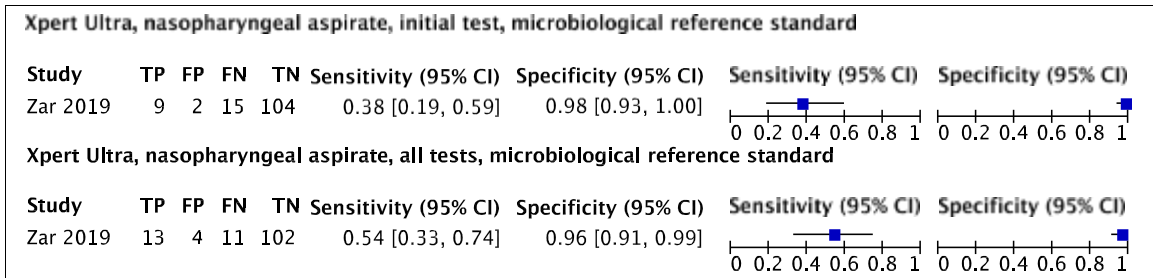 Xpert Ultra, nasopharyngeal aspirate, initial test, microbiological reference standard
Study TP FP FN TN Sensitivity (95% CI) Specificity (95% CI) Sensitivity (95% CI) Specificity (95% CI)
Zar 2019 9 2 15 104 0.38 [0.19, 0.59] 0.98 [0.93, 1.00]
0 0.2 0.4 0.6 0.8 1 0 0.2 0.4 0.6 0.8 1
Xpert Ultra, nasopharyngeal aspirate, all tests, microbiological reference standard
Study TP FP FN TN Sensitivity (95% CI) Specificity (95% CI) Sensitivity (95% CI) Specificity (95% CI)
Zar 2019 13 4 11 102 0.54 [0.33, 0.74] 0.96 [0.91, 0.99]
0 0.2 0.4 0.6 0.8 1 0 0.2 0.4 0.6 0.8 1